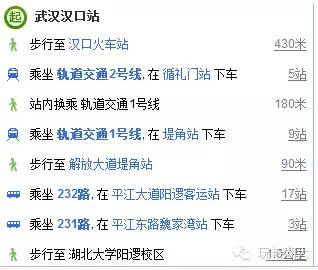 起 武汉汉口站
步行至 汉口火车站 430米
乘坐 轨道交通2号线, 在 循礼门站 下车 5站
站内换乘 轨道交通1号线 180米
乘坐 轨道交通1号线, 在 堤角站 下车 9站
步行至 解放大道堤角站 90米
乘坐 232路, 在 平江大道阳逻客运站 下车 17站
乘坐 231路, 在 平江东路魏家湾站 下车 3站
步行至 湖北大学阳逻校区 公里